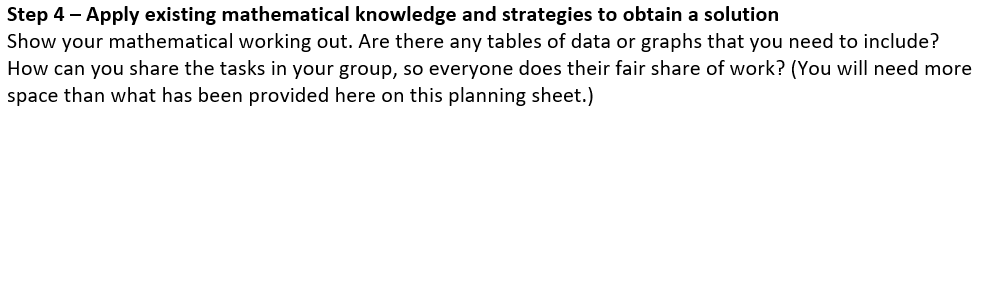 Step 4 – Apply existing mathematical knowledge and strategies to obtain a solution
Show your mathematical working out. Are there any tables of data or graphs that you need to include?
How can you share the tasks in your group, so everyone does their fair share of work? (You will need more
space than what has been provided here on this planning sheet.)